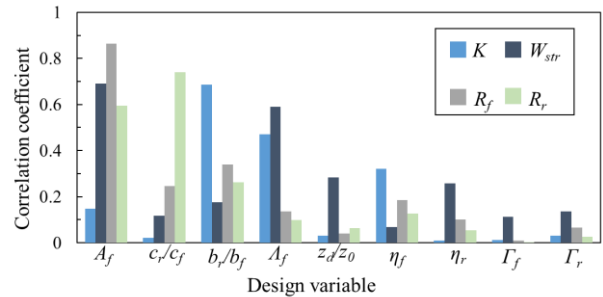 1
0.8
0.6
0.4
0.2
0
Correlation coefficient
K W_str
R_f R_r
A_f c_r/c_f b_r/b_f Λ_f z_d/z_0 η_f η_r Γ_f Γ_r
Design variable